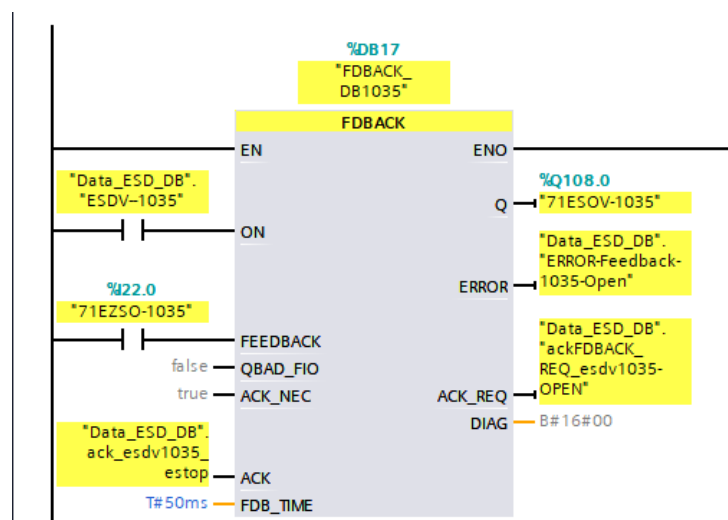 %DB17
"FDBACK_
DB1035"
FDBACK
EN
ENO
"Data_ESD_DB".
"ESDV--1035"
ON
%Q108.0
Q
"71ESOV-1035"
"Data_ESD_DB".
"ERROR-Feedback-
1035-Open"
ERROR
%I22.0
"71EZSO-1035"
FEEDBACK
false
QBAD_FIO
true
ACK_NEC
"Data_ESD_DB".
"ackFDBACK_
REQ_esdv1035-
OPEN"
ACK_REQ
DIAG
B#16#00
"Data_ESD_DB".
ack_esdv1035_
estop
ACK
T#50ms
FDB_TIME